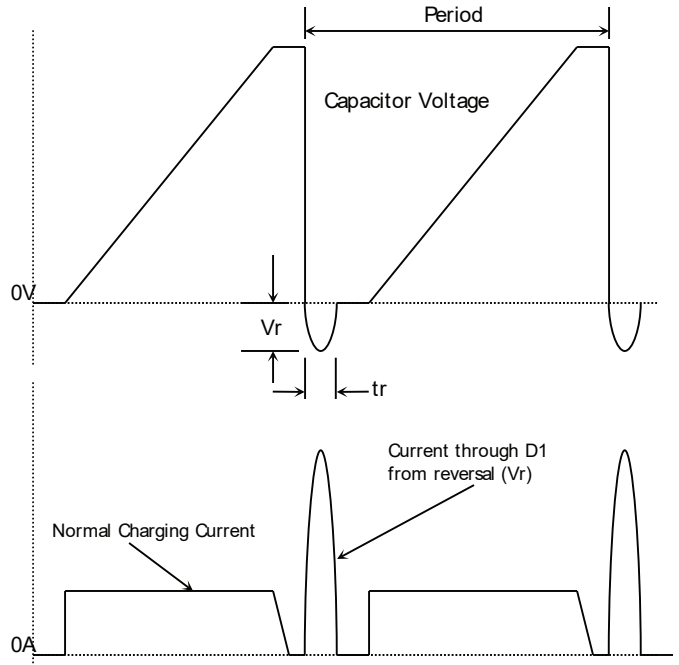 Period
Capacitor Voltage
0V
Vr
tr
Current through D1
from reversal (Vr)
Normal Charging Current
0A